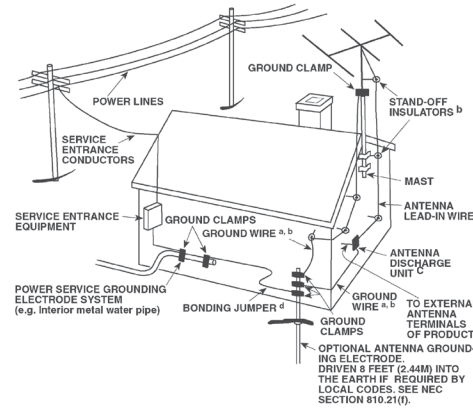 GROUND CLAMP
POWER LINES
STAND-OFF
INSULATORS b
SERVICE
ENTRANCE
CONDUCTORS
MAST
ANTENNA
LEAD-IN WIRE
SERVICE ENTRANCE
EQUIPMENT
GROUND CLAMPS
GROUND WIRE a, b
ANTENNA
DISCHARGE
UNIT C
POWER SERVICE GROUNDING
ELECTRODE SYSTEM
(e.g. Interior metal water pipe)
BONDING JUMPER d
GROUND
WIRE a, b
GROUND
CLAMPS
TO EXTERNA
ANTENNA
TERMINALS
OF PRODUCT
OPTIONAL ANTENNA GROUND-
ING ELECTRODE.
DRIVEN 8 FEET (2.44M) INTO
THE EARTH IF REQUIRED BY
LOCAL CODES. SEE NEC
SECTION 810.21(f).